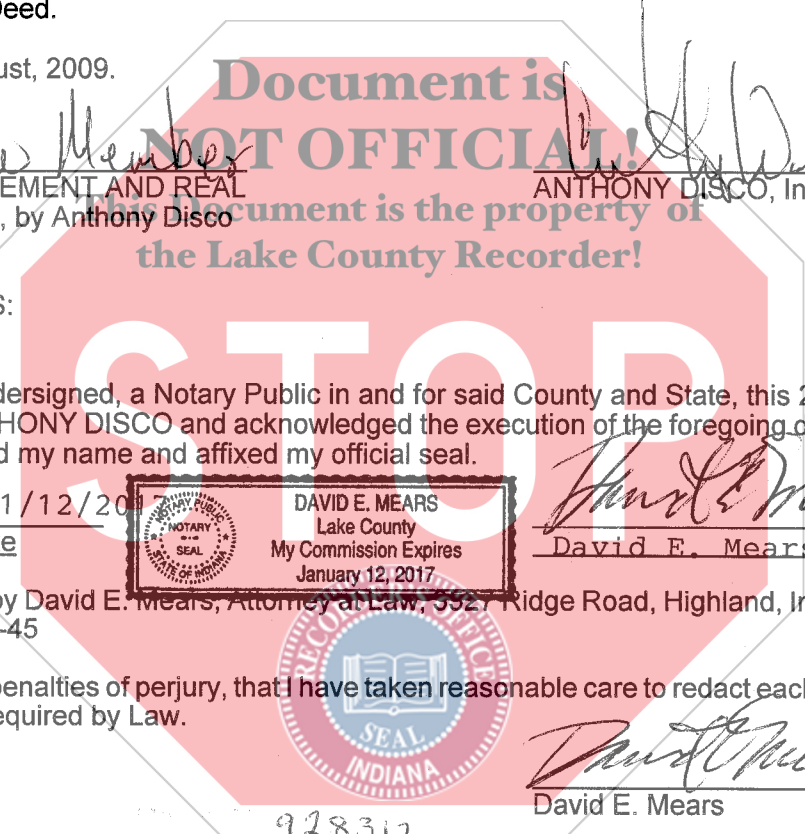 Deed.
ust, 2009.
Document is
NOT OFFICIAL!
This Document is the property of
the Lake County Recorder!
Member
EMENT AND REAL
, by Anthony Disco
ANTHONY DISCO, In
S:
STOP
dersigned, a Notary Public in and for said County and State, this 2
HONY DISCO and acknowledged the execution of the foregoing d
d my name and affixed my official seal.
1/12/2017
e
NOTARY PUBLIC
NOTARY
SEAL
STATE OF INDIANA
DAVID E. MEARS
Lake County
My Commission Expires
January 12, 2017
David E. Mears
by David E. Mears, Attorney at Law, Ridge Road, Highland, In
-45
penalties of perjury, that I have taken reasonable care to redact each
equired by Law.
RECORDER'S OFFICE
SEAL
INDIANA
David E. Mears